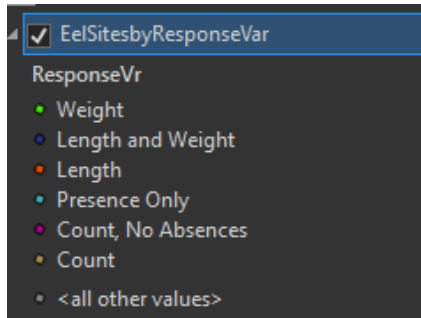 EelSitesbyResponseVar
ResponseVr
Weight
Length and Weight
Length
Presence Only
Count, No Absences
Count
<all other values>